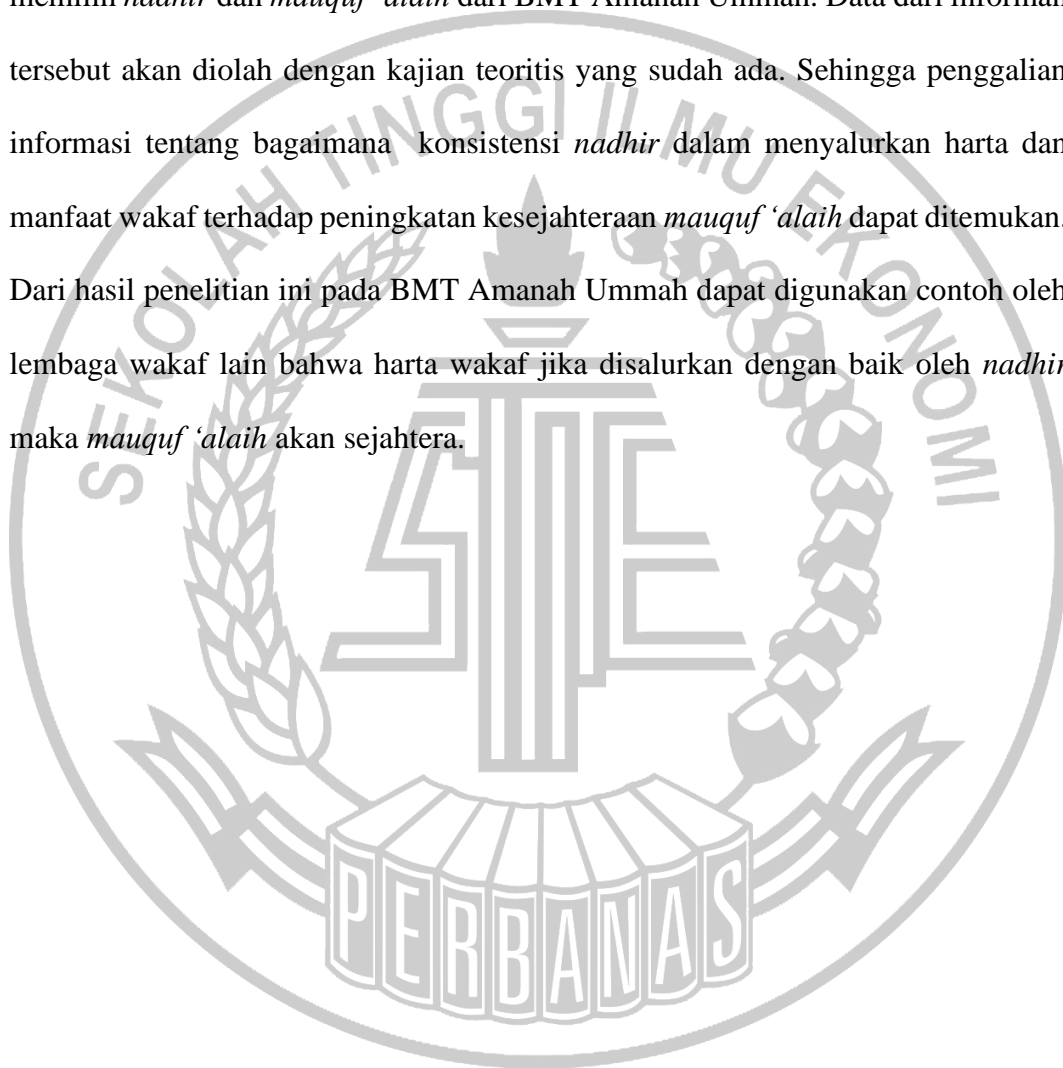 memilih nadhir dan mauquf ‘alaih dari BMT Amanah Ummah. Data dari informan
tersebut akan diolah dengan kajian teoritis yang sudah ada. Sehingga penggalian
informasi tentang bagaimana konsistensi nadhir dalam menyalurkan harta dan
manfaat wakaf terhadap peningkatan kesejahteraan mauquf ‘alaih dapat ditemukan.
Dari hasil penelitian ini pada BMT Amanah Ummah dapat digunakan contoh oleh
lembaga wakaf lain bahwa harta wakaf jika disalurkan dengan baik oleh nadhir
maka mauquf ‘alaih akan sejahtera.
SEKOLAH TINGGI ILMU EKONOMI
PERBANAS